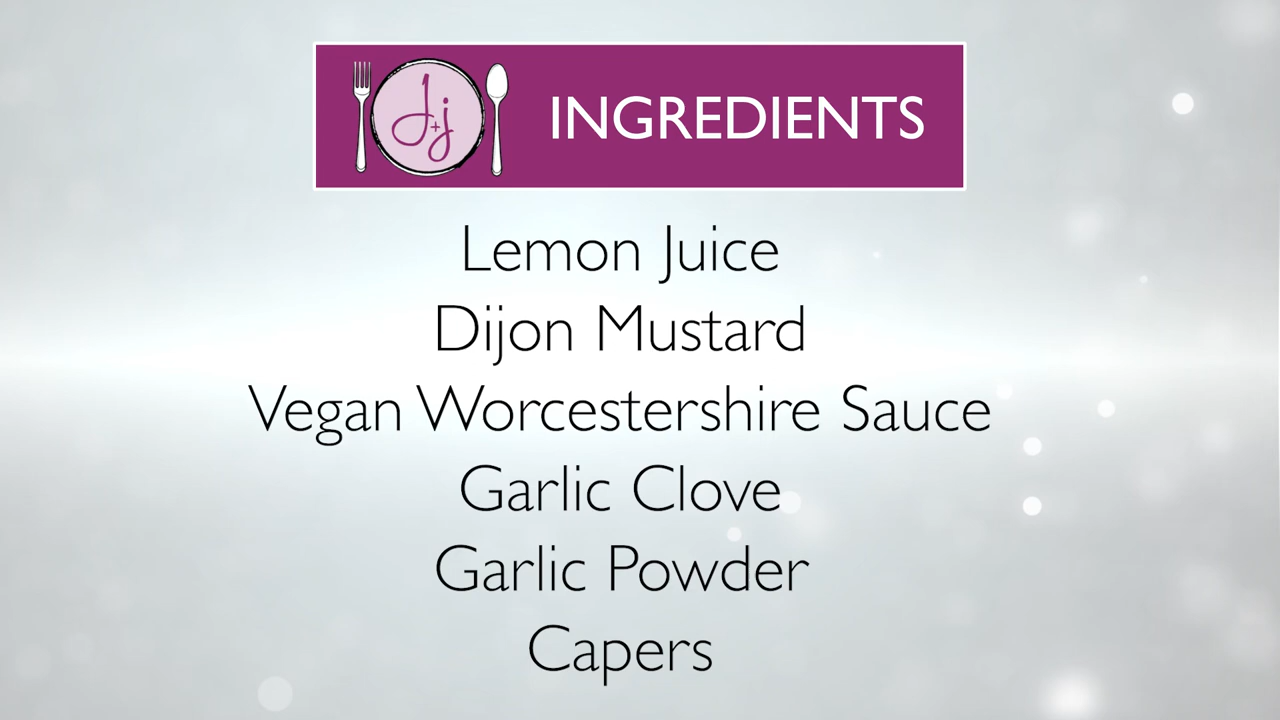 J+j
INGREDIENTS
Lemon Juice
Dijon Mustard
Vegan Worcestershire Sauce
Garlic Clove
Garlic Powder
Capers